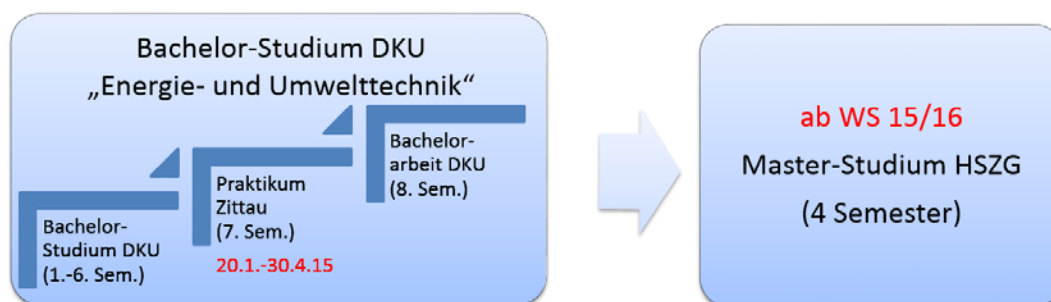 Bachelor-Studium DKU
„Energie- und Umwelttechnik“
Bachelor-
Studium DKU
(1.-6. Sem.)
Praktikum
Zittau
(7. Sem.)
20.1.-30.4.15
Bachelor-
arbeit DKU
(8. Sem.)
ab WS 15/16
Master-Studium HSZG
(4 Semester)